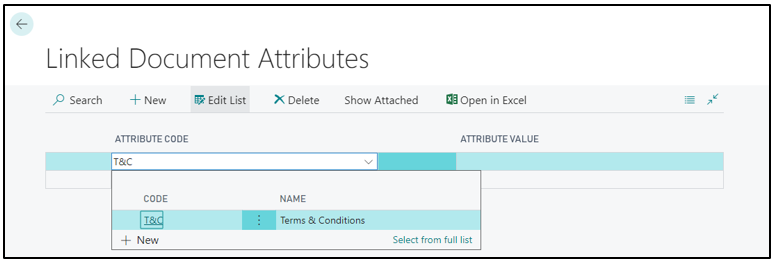 Linked Document Attributes
Search New Edit List Delete Show Attached Open in Excel
ATTRIBUTE CODE ATTRIBUTE VALUE
T&C
CODE NAME
T&C Terms & Conditions
New Select from full list